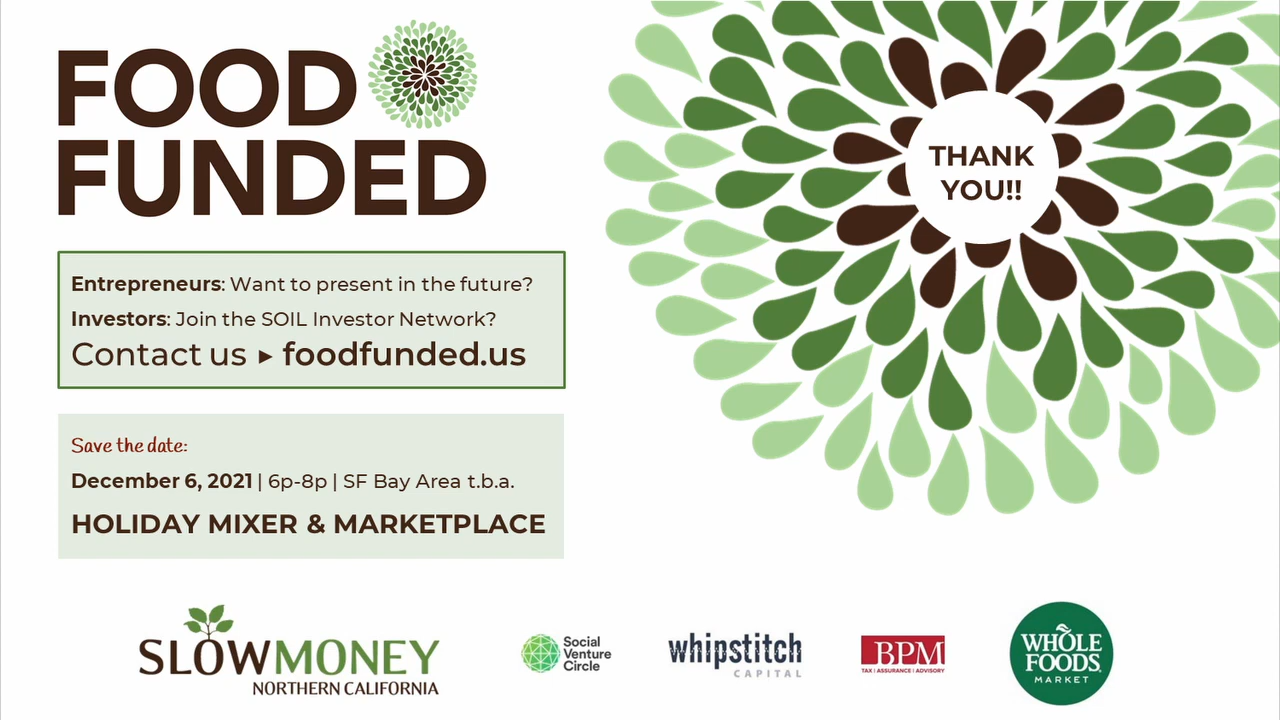 FOOD
FUNDED
THANK
YOU!!
Entrepreneurs: Want to present in the future?
Investors: Join the SOIL Investor Network?
Contact us ▸ foodfunded.us
Save the date:
December 6, 2021 | 6p-8p | SF Bay Area t.b.a.
HOLIDAY MIXER & MARKETPLACE
SLOWMONEY
NORTHERN CALIFORNIA
Social
Venture
Circle
whipstitch
CAPITAL
BPM
TAX | ASSURANCE | ADVISORY
WHOLE
FOODS
MARKET